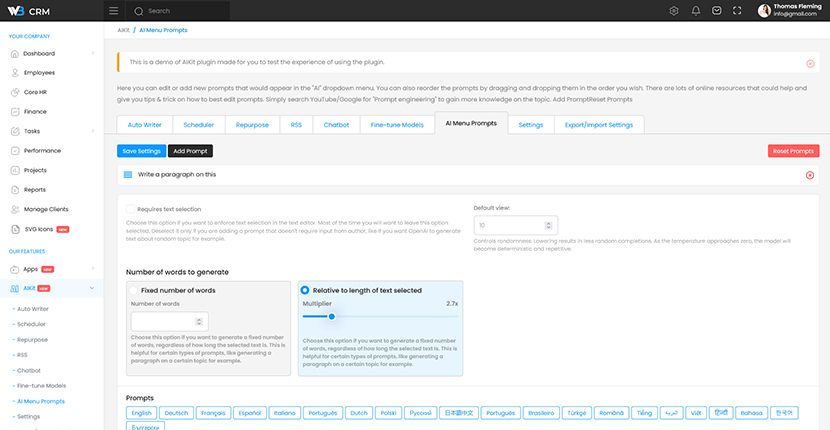 W3 CRM
Search
Thomas Fleming
info@gmail.com
YOUR COMPANY
Dashboard
Employees
Core HR
Finance
Tasks
Performance
Projects
Reports
Manage Clients
SVG Icons NEW
OUR FEATURES
Apps NEW
AIKit NEW
Auto Writer
Scheduler
Repurpose
RSS
Chatbot
Fine-tune Models
AI Menu Prompts
Settings
AIKit / AI Menu Prompts
This is a demo of AIKit plugin made for you to test the experience of using the plugin.
Here you can edit or add new prompts that would appear in the "AI" dropdown menu. You can also reorder the prompts by dragging and dropping them in the order you wish. There are lots of online resources that could help and
give you tips & trick on how to best edit prompts. Simply search YouTube/Google for "Prompt engineering" to gain more knowledge on the topic. Add PromptReset Prompts
Auto Writer Scheduler Repurpose RSS Chatbot Fine-tune Models AI Menu Prompts Settings Export/Import Settings
Save Settings Add Prompt Reset Prompts
Write a paragraph on this
Requires text selection
Choose this option if you want to enforce text selection in the text editor. Most of the time you will want to leave this option
selected. Deselect it only if you are adding a prompt that doesn't require input from author, like if you want OpenAI to generate
text about random topic for example.
Default view:
10
Controls randomness: Lowering results in less random completions. As the temperature approaches zero, the model will
become deterministic and repetitive.
Number of words to generate
Fixed number of words
Number of words
Choose this option if you want to generate a fixed number
of words, regardless of how long the selected text is. This is
helpful for certain types of prompts, like generating a
paragraph on a certain topic for example.
Relative to length of text selected
Multiplier 2.7x
Choose this option if you want to generate a fixed number
of words, regardless of how long the selected text is. This is
helpful for certain types of prompts, like generating a
paragraph on a certain topic for example.
Prompts
English Deutsch Français Español Italiano Português Dutch Polski Русский 日本語中文 Português Brasileiro Türkçe Română Tiếng العربية Việt हिन्दी Bahasa 한국어
Български